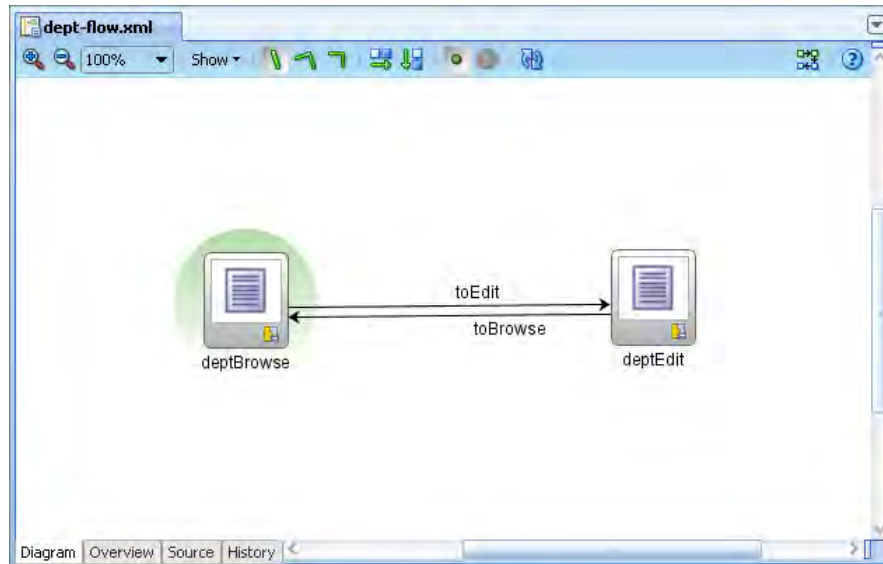 dept-flow.xml
100% Show
toEdit
toBrowse
deptBrowse
deptEdit
Diagram Overview Source History